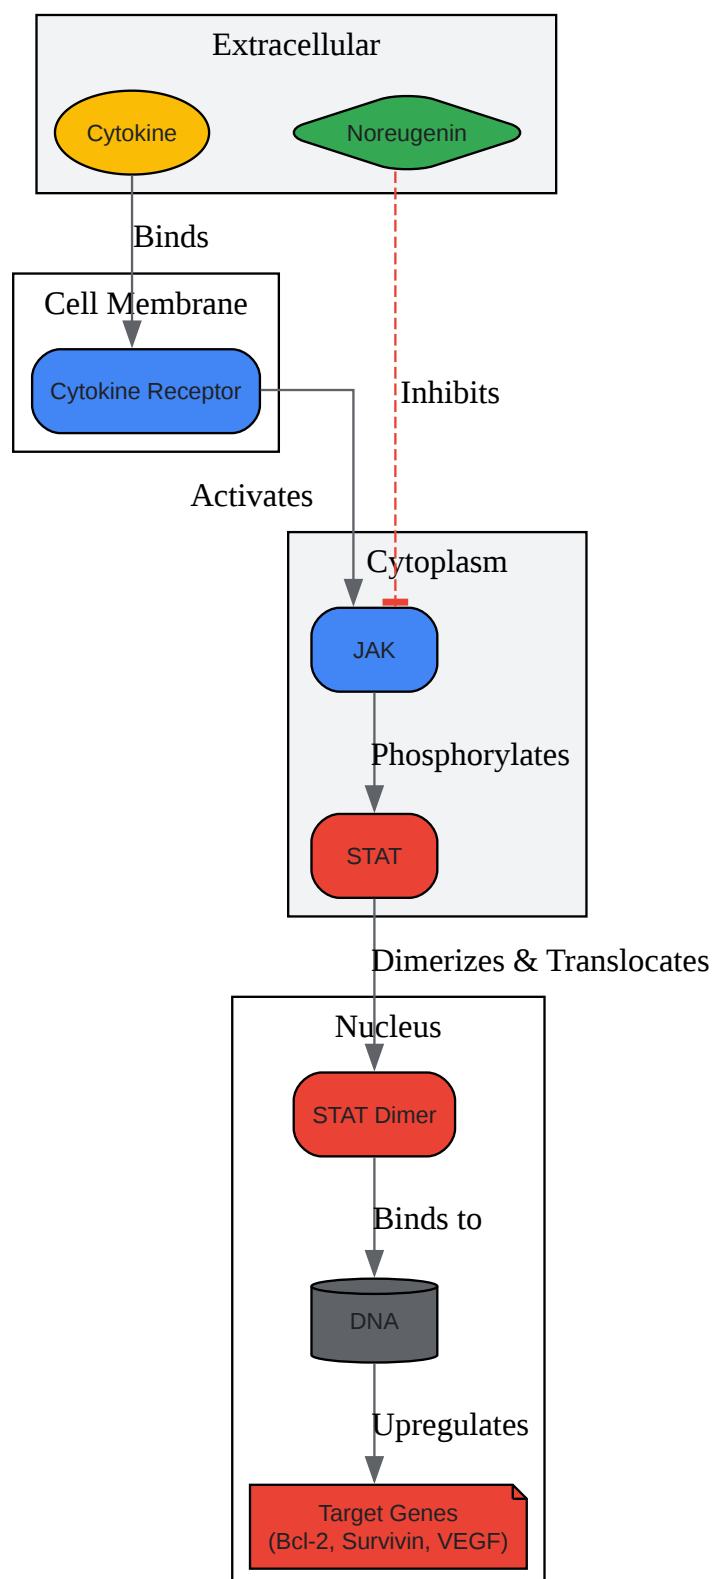 Extracellular
Cytokine
Noreugenin
Binds
Cell Membrane
Cytokine Receptor
Inhibits
Activates
Cytoplasm
JAK
Phosphorylates
STAT
Dimerizes & Translocates
Nucleus
STAT Dimer
Binds to
DNA
Upregulates
Target Genes
(Bcl-2, Survivin, VEGF)